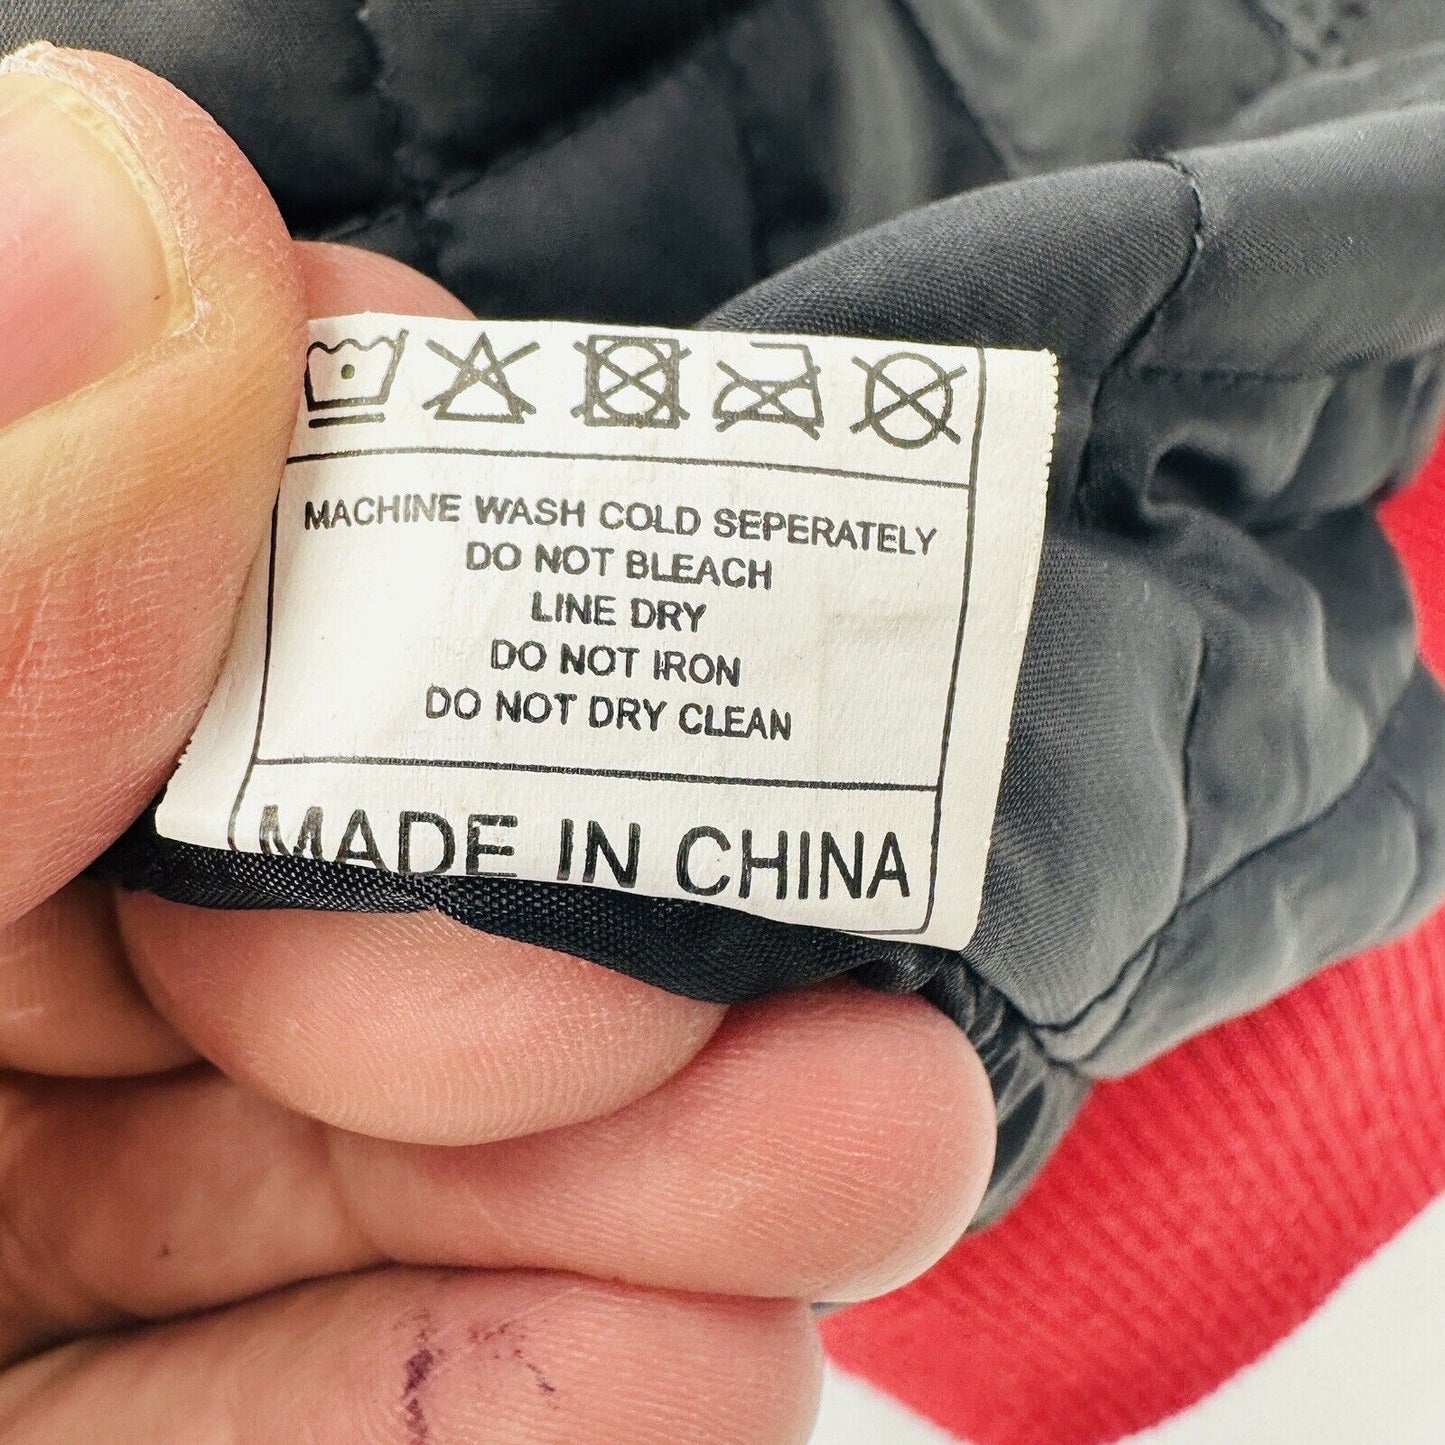 MACHINE WASH COLD SEPERATELY
DO NOT BLEACH
LINE DRY
DO NOT IRON
DO NOT DRY CLEAN
MADE IN CHINA